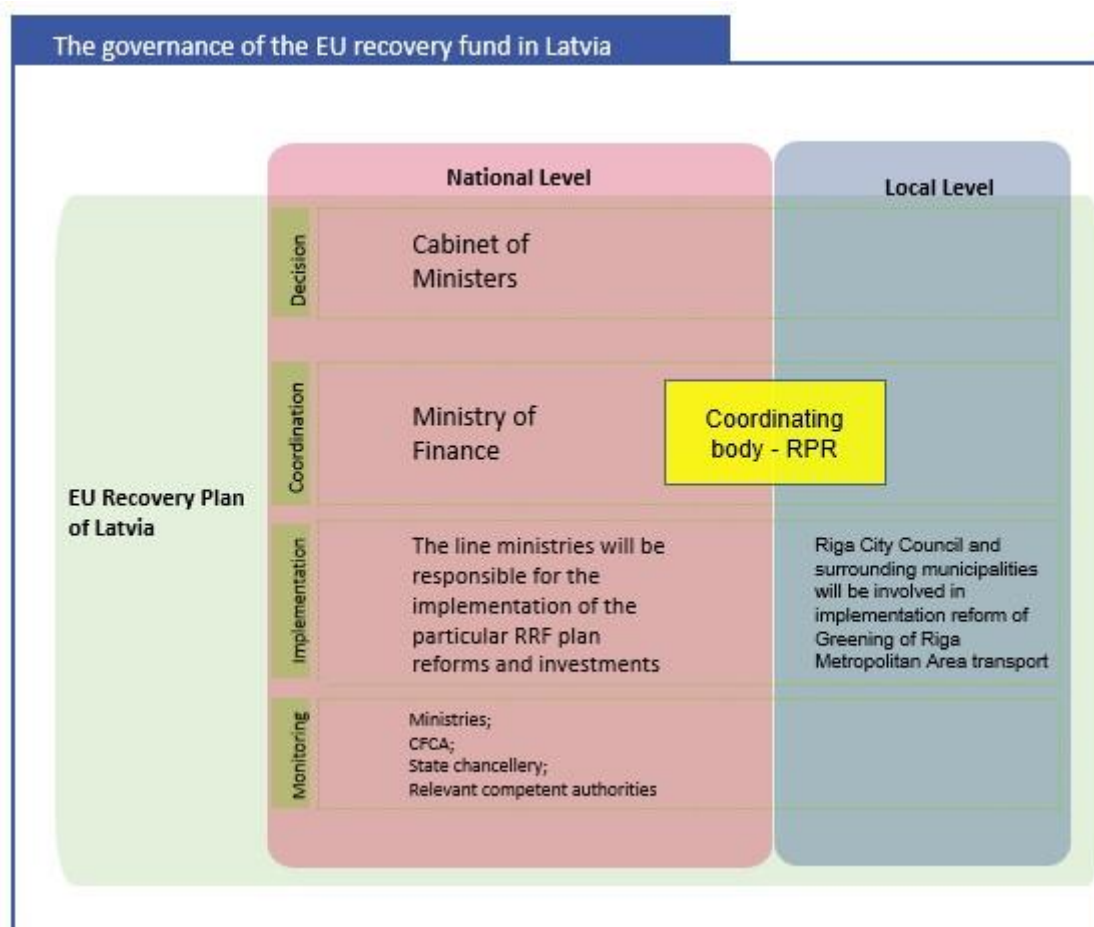 The governance of the EU recovery fund in Latvia
National Level
Local Level
EU Recovery Plan
of Latvia
Decision
Cabinet of
Ministers
Coordination
Ministry of
Finance
Coordinating
body - RPR
Implementation
The line ministries will be
responsible for the
implementation of the
particular RRF plan
reforms and investments
Riga City Council and
surrounding municipalities
will be involved in
implementation reform of
Greening of Riga
Metropolitan Area transport
Monitoring
Ministries;
CFCA;
State chancellery;
Relevant competent authorities